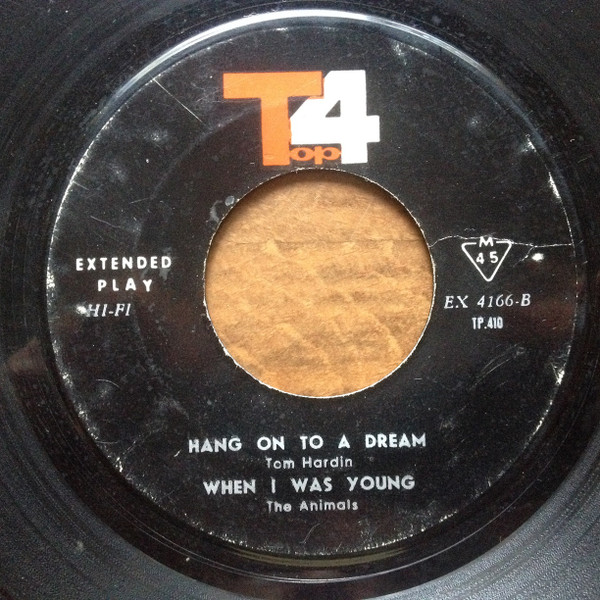 T4
op
EXTENDED
PLAY
HI-FI
M
45
EX 4166-B
TP.410
HANG ON TO A DREAM
Tom Hardin
WHEN I WAS YOUNG
The Animals